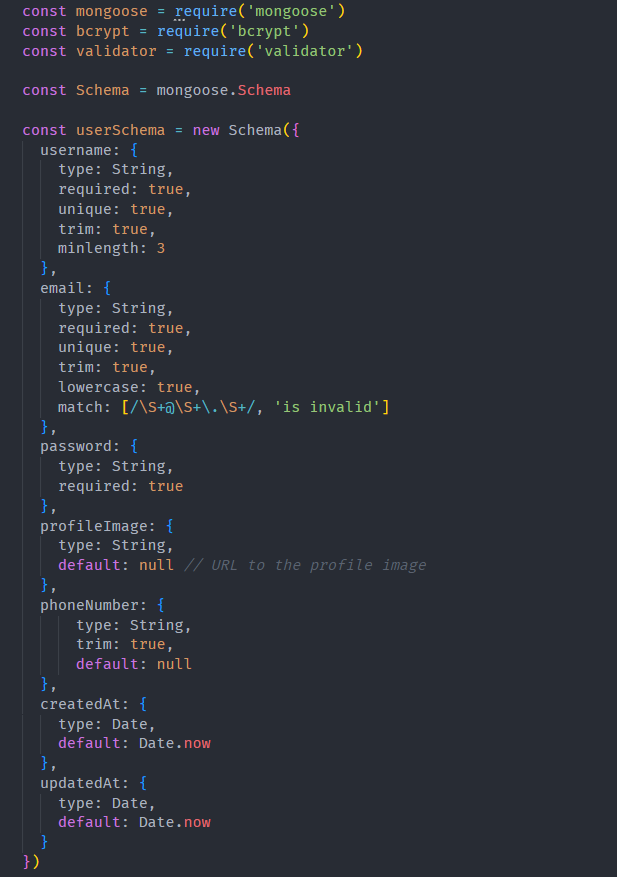 const mongoose = require('mongoose')
const bcrypt = require('bcrypt')
const validator = require('validator')

const Schema = mongoose.Schema

const userSchema = new Schema({
  username: {
    type: String,
    required: true,
    unique: true,
    trim: true,
    minlength: 3
  },
  email: {
    type: String,
    required: true,
    unique: true,
    trim: true,
    lowercase: true,
    match: [/\S+@\S+\.\S+/, 'is invalid']
  },
  password: {
    type: String,
    required: true
  },
  profileImage: {
    type: String,
    default: null // URL to the profile image
  },
  phoneNumber: {
      type: String,
      trim: true,
      default: null
  },
  createdAt: {
    type: Date,
    default: Date.now
  },
  updatedAt: {
    type: Date,
    default: Date.now
  }
})